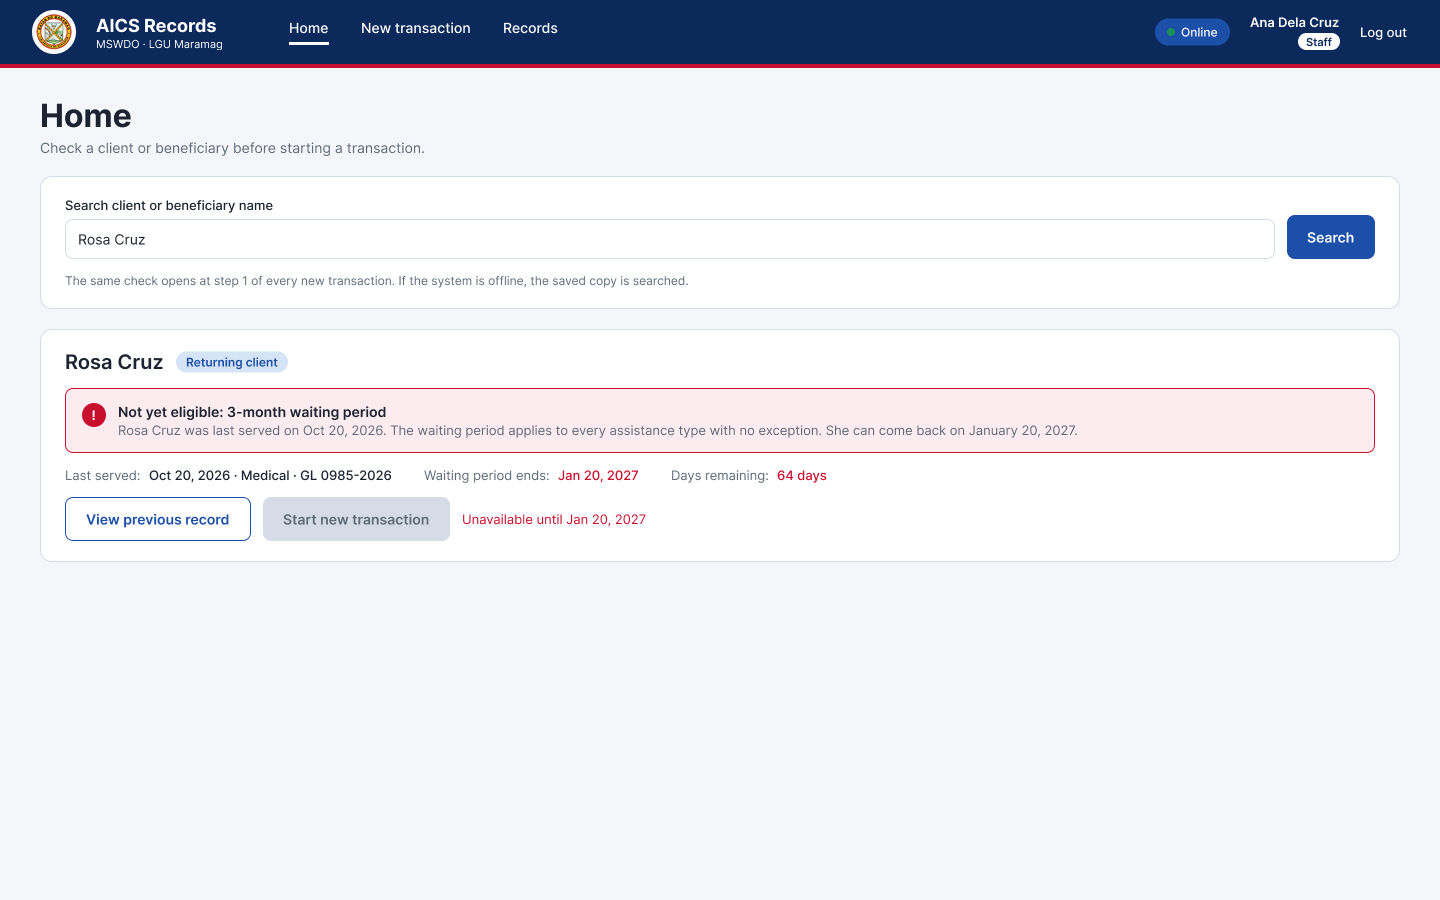 AICS Records
MSWDO · LGU Maramag
Home
New transaction
Records
Online
Ana Dela Cruz
Staff
Log out
Home
Check a client or beneficiary before starting a transaction.
Search client or beneficiary name
Rosa Cruz
Search
The same check opens at step 1 of every new transaction. If the system is offline, the saved copy is searched.
Rosa Cruz
Returning client
!
Not yet eligible: 3-month waiting period
Rosa Cruz was last served on Oct 20, 2026. The waiting period applies to every assistance type with no exception. She can come back on January 20, 2027.
Last served: Oct 20, 2026 · Medical · GL 0985-2026
Waiting period ends: Jan 20, 2027
Days remaining: 64 days
View previous record
Start new transaction
Unavailable until Jan 20, 2027